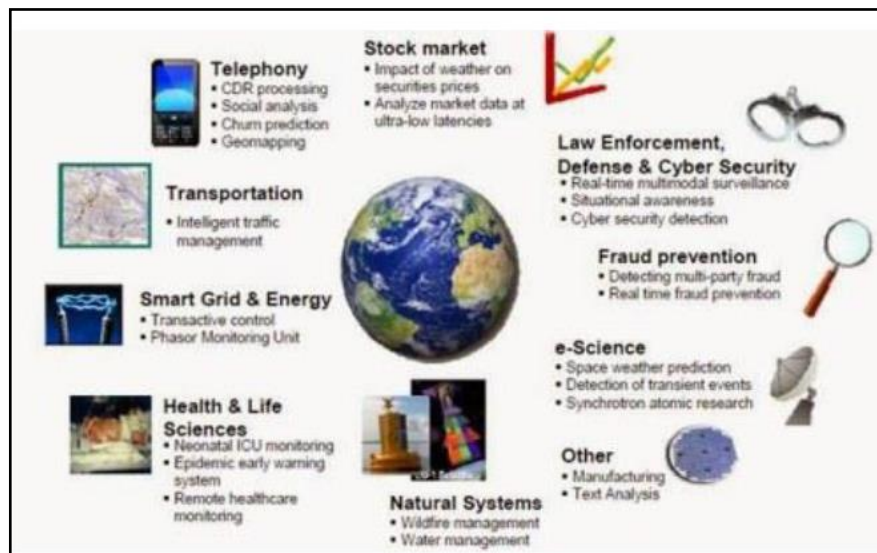 Telephony
▪ CDR processing
▪ Social analysis
▪ Churn prediction
▪ Geomapping
Stock market
▪ Impact of weather on
securities prices
▪ Analyze market data at
ultra-low latencies
Law Enforcement,
Defense & Cyber Security
▪ Real-time multimodal surveillance
▪ Situational awareness
▪ Cyber security detection
Transportation
▪ Intelligent traffic
management
Fraud prevention
▪ Detecting multi-party fraud
▪ Real time fraud prevention
Smart Grid & Energy
▪ Transactive control
▪ Phasor Monitoring Unit
e-Science
▪ Space weather prediction
▪ Detection of transient events
▪ Synchrotron atomic research
Health & Life
Sciences
▪ Neonatal ICU monitoring
▪ Epidemic early warning
system
▪ Remote healthcare
monitoring
Natural Systems
▪ Wildfire management
▪ Water management
Other
▪ Manufacturing
▪ Text Analysis